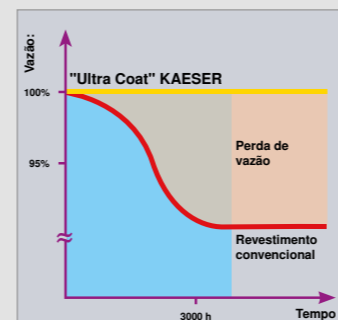 Vazão:
"Ultra Coat" KAESER
100%
95%
Perda de
vazão
Revestimento
convencional
3000 h
Tempo